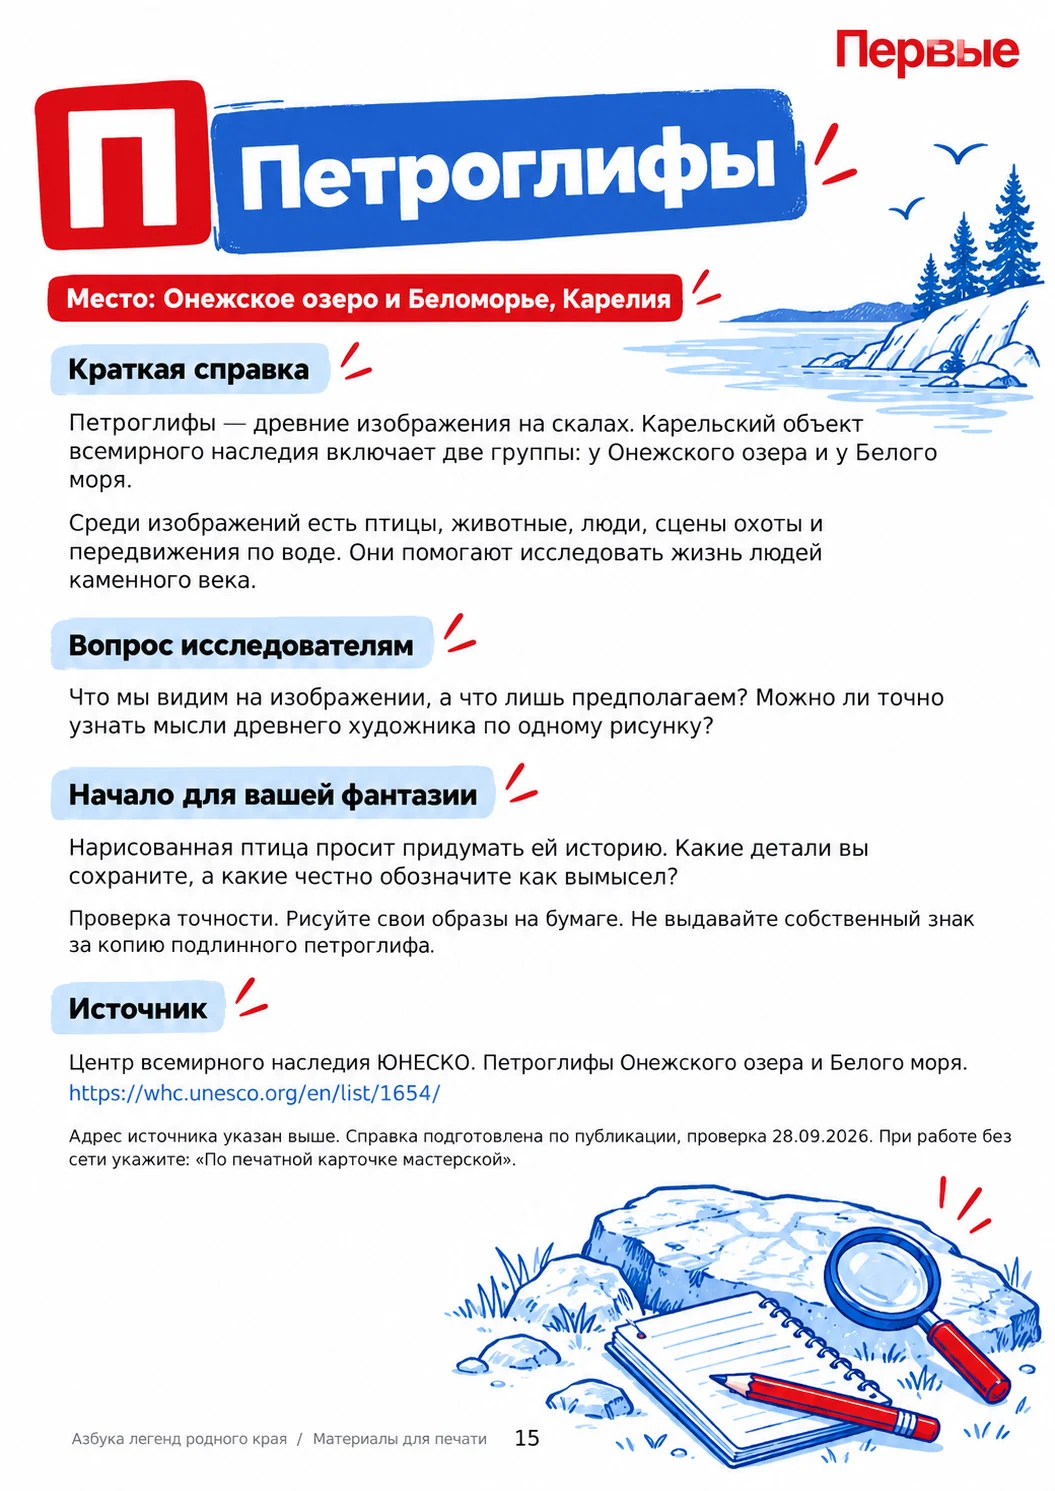 Первые
П
Петроглифы
Место: Онежское озеро и Беломорье, Карелия
Краткая справка
Петроглифы — древние изображения на скалах. Карельский объект
всемирного наследия включает две группы: у Онежского озера и у Белого
моря.
Среди изображений есть птицы, животные, люди, сцены охоты и
передвижения по воде. Они помогают исследовать жизнь людей
каменного века.
Вопрос исследователям
Что мы видим на изображении, а что лишь предполагаем? Можно ли точно
узнать мысли древнего художника по одному рисунку?
Начало для вашей фантазии
Нарисованная птица просит придумать ей историю. Какие детали вы
сохраните, а какие честно обозначите как вымысел?
Проверка точности. Рисуйте свои образы на бумаге. Не выдавайте собственный знак
за копию подлинного петроглифа.
Источник
Центр всемирного наследия ЮНЕСКО. Петроглифы Онежского озера и Белого моря.
https://whc.unesco.org/en/list/1654/
Адрес источника указан выше. Справка подготовлена по публикации, проверка 28.09.2026. При работе без
сети укажите: «По печатной карточке мастерской».
Азбука легенд родного края / Материалы для печати 15